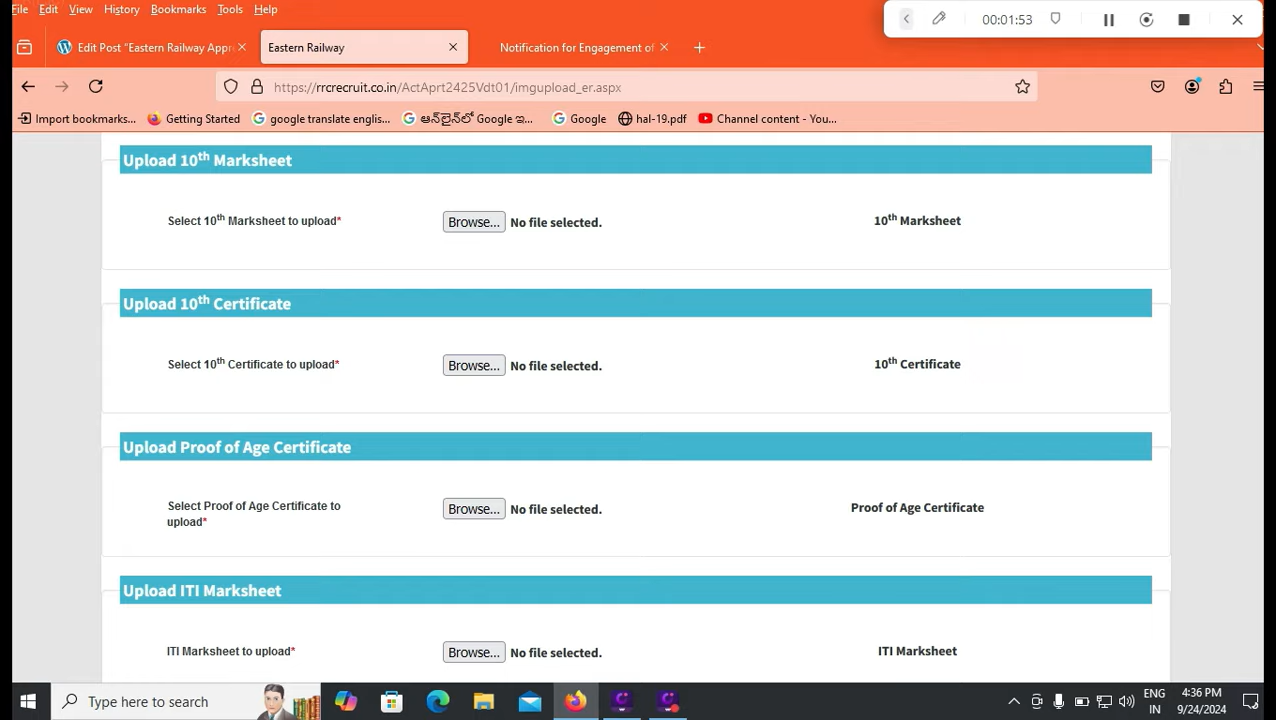 File Edit View History Bookmarks Tools Help
00:01:53
Edit Post "Eastern Railway Appre
Eastern Railway
Notification for Engagement of
https://rrcrecruit.co.in/ActAprt2425Vdt01/imgupload_er.aspx
Import bookmarks...
Getting Started
google translate englis...
ఆన్‌లైన్‌లో Google ఇ...
Google
hal-19.pdf
Channel content - You...
Upload 10th Marksheet
Select 10th Marksheet to upload* Browse... No file selected. 10th Marksheet
Upload 10th Certificate
Select 10th Certificate to upload* Browse... No file selected. 10th Certificate
Upload Proof of Age Certificate
Select Proof of Age Certificate to
upload* Browse... No file selected. Proof of Age Certificate
Upload ITI Marksheet
ITI Marksheet to upload* Browse... No file selected. ITI Marksheet
Type here to search
ENG
IN
4:36 PM
9/24/2024